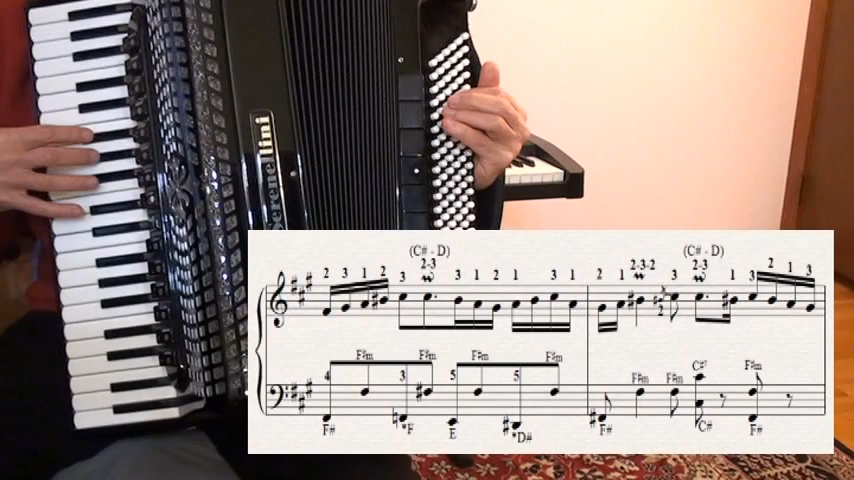 Serenellini
(C# - D) (C# - D)
2 3 1 2 3 2-3 3 1 2 1 3 1 2 1 2-3-2 3 2-3 1 3 2 1 3
2
F#m F#m F#m F#m F#m F#m C#7 F#m
4 3 5 5
F# *F E *D# F# C# F#